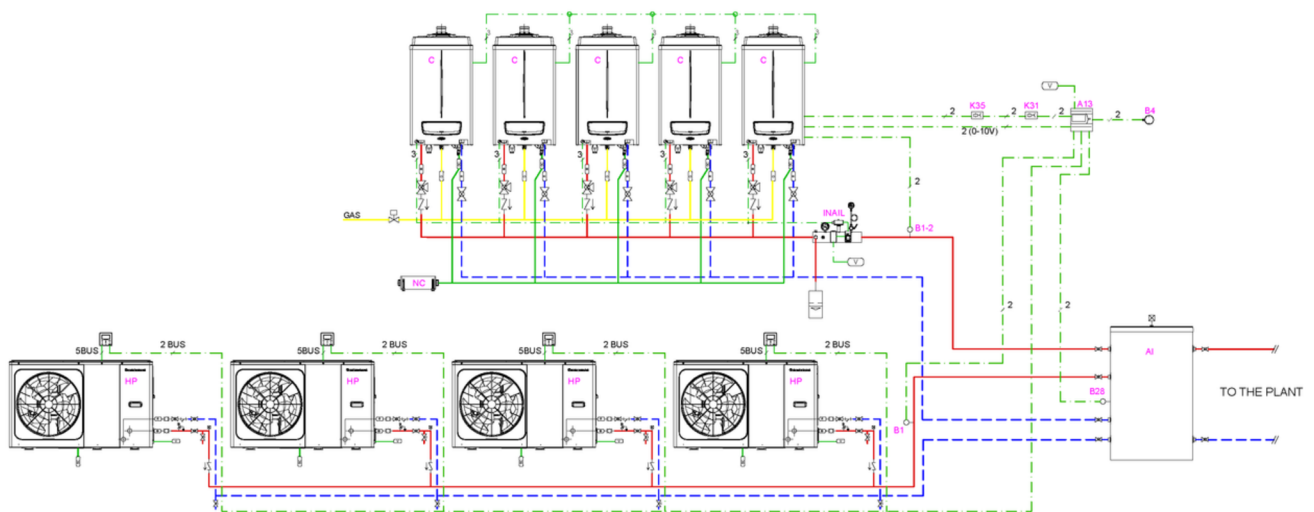 C C C C C
K35 K31 A13
2 2 2 2 B4
2 (0-10V)
3 3 3 3 3
2
GAS
INAIL
B1-2
V
V
NC
2 2
5BUS 2 BUS 5BUS 2 BUS 5BUS 2 BUS 5BUS 2 BUS
HP HP HP HP
AI
B28
TO THE PLANT
B1